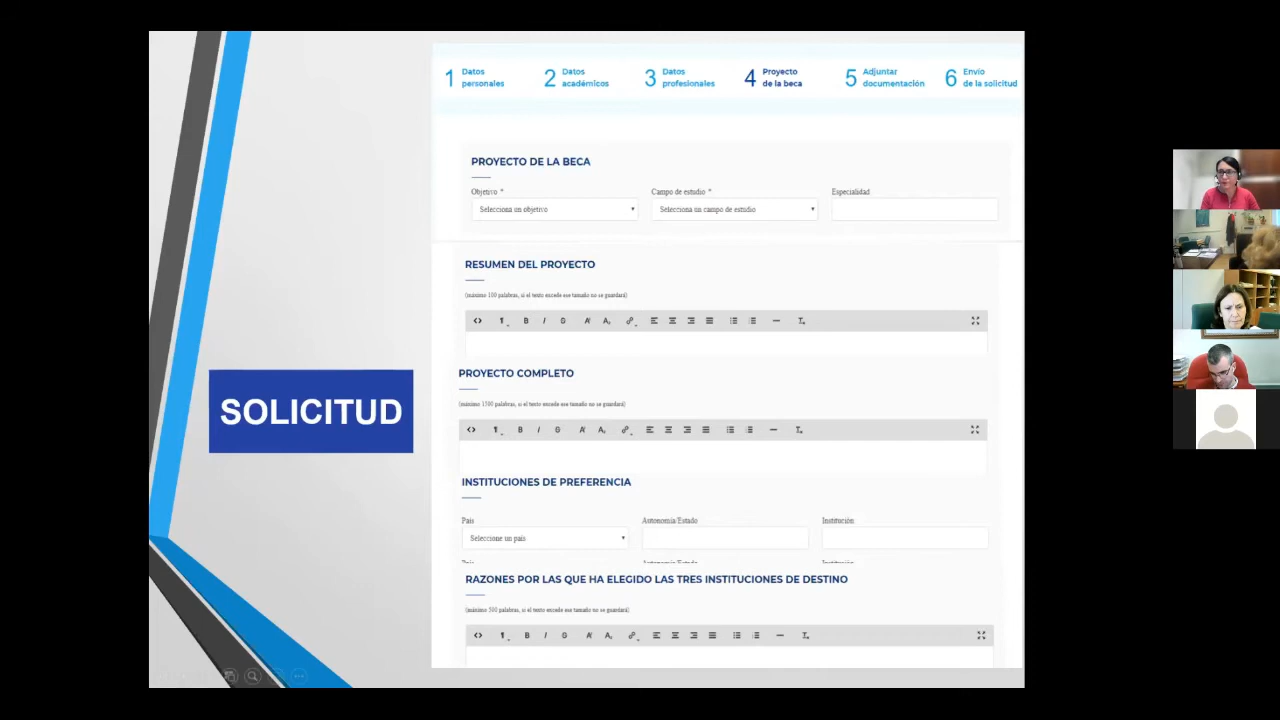 1 Datos personales
2 Datos académicos
3 Datos profesionales
4 Proyecto de la beca
5 Adjuntar documentación
6 Envío de la solicitud
PROYECTO DE LA BECA
Objetivo * Campo de estudio * Especialidad
Selecciona un objetivo Selecciona un campo de estudio
RESUMEN DEL PROYECTO
(máximo 100 palabras, si el texto excede ese tamaño no se guardará)
PROYECTO COMPLETO
(máximo 1500 palabras, si el texto excede ese tamaño no se guardará)
SOLICITUD
INSTITUCIONES DE PREFERENCIA
País Autonomía/Estado Institución
Seleccione un país
RAZONES POR LAS QUE HA ELEGIDO LAS TRES INSTITUCIONES DE DESTINO
(máximo 500 palabras, si el texto excede ese tamaño no se guardará)